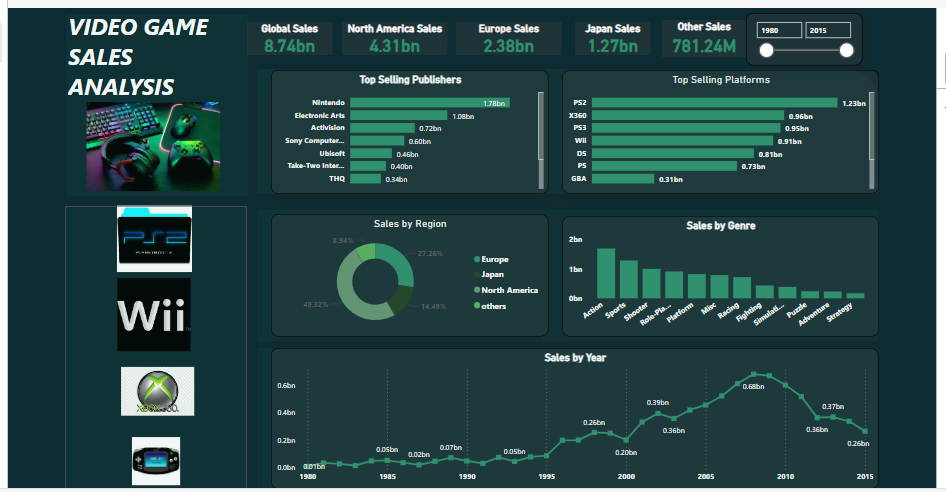 VIDEO GAME
SALES
ANALYSIS
Global Sales
8.74bn
North America Sales
4.31bn
Europe Sales
2.38bn
Japan Sales
1.27bn
Other Sales
781.24M
1980
2015
Top Selling Publishers
Nintendo 1.78bn
Electronic Arts 1.08bn
Activision 0.72bn
Sony Computer... 0.60bn
Ubisoft 0.46bn
Take-Two Inter... 0.40bn
THQ 0.34bn
Top Selling Platforms
PS2 1.23bn
X360 0.96bn
PS3 0.95bn
Wii 0.91bn
DS 0.81bn
PS 0.73bn
GBA 0.31bn
PS2
Wii
XBOX360.
Sales by Region
8.94%
27.26%
49.32%
14.49%
Europe
Japan
North America
others
Sales by Genre
2bn
1bn
0bn
Action
Sports
Shooter
Role-Pla...
Platform
Misc
Racing
Fighting
Simulati...
Puzzle
Adventure
Strategy
Sales by Year
0.6bn
0.4bn
0.2bn
0.0bn
0.01bn
0.05bn
0.02bn
0.07bn
0.05bn
0.26bn
0.20bn
0.39bn
0.36bn
0.68bn
0.36bn
0.37bn
0.26bn
1980
1985
1990
1995
2000
2005
2010
2015